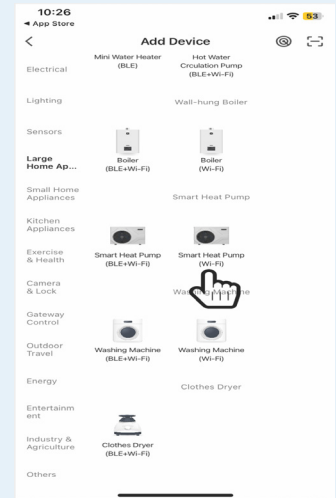 10:26
53
◀ App Store
Add Device
Electrical
Lighting
Sensors
Large
Home Ap...
Small Home
Appliances
Kitchen
Appliances
Exercise
& Health
Camera
& Lock
Gateway
Control
Outdoor
Travel
Energy
Entertainm
ent
Industry &
Agriculture
Others
Mini Water Heater
(BLE)
Hot Water
Circulation Pump
(BLE+Wi-Fi)
Wall-hung Boiler
Boiler
(BLE+Wi-Fi)
Boiler
(Wi-Fi)
Smart Heat Pump
Smart Heat Pump
(BLE+Wi-Fi)
Smart Heat Pump
(Wi-Fi)
Washing Machine
Washing Machine
(BLE+Wi-Fi)
Washing Machine
(Wi-Fi)
Clothes Dryer
Clothes Dryer
(BLE+Wi-Fi)